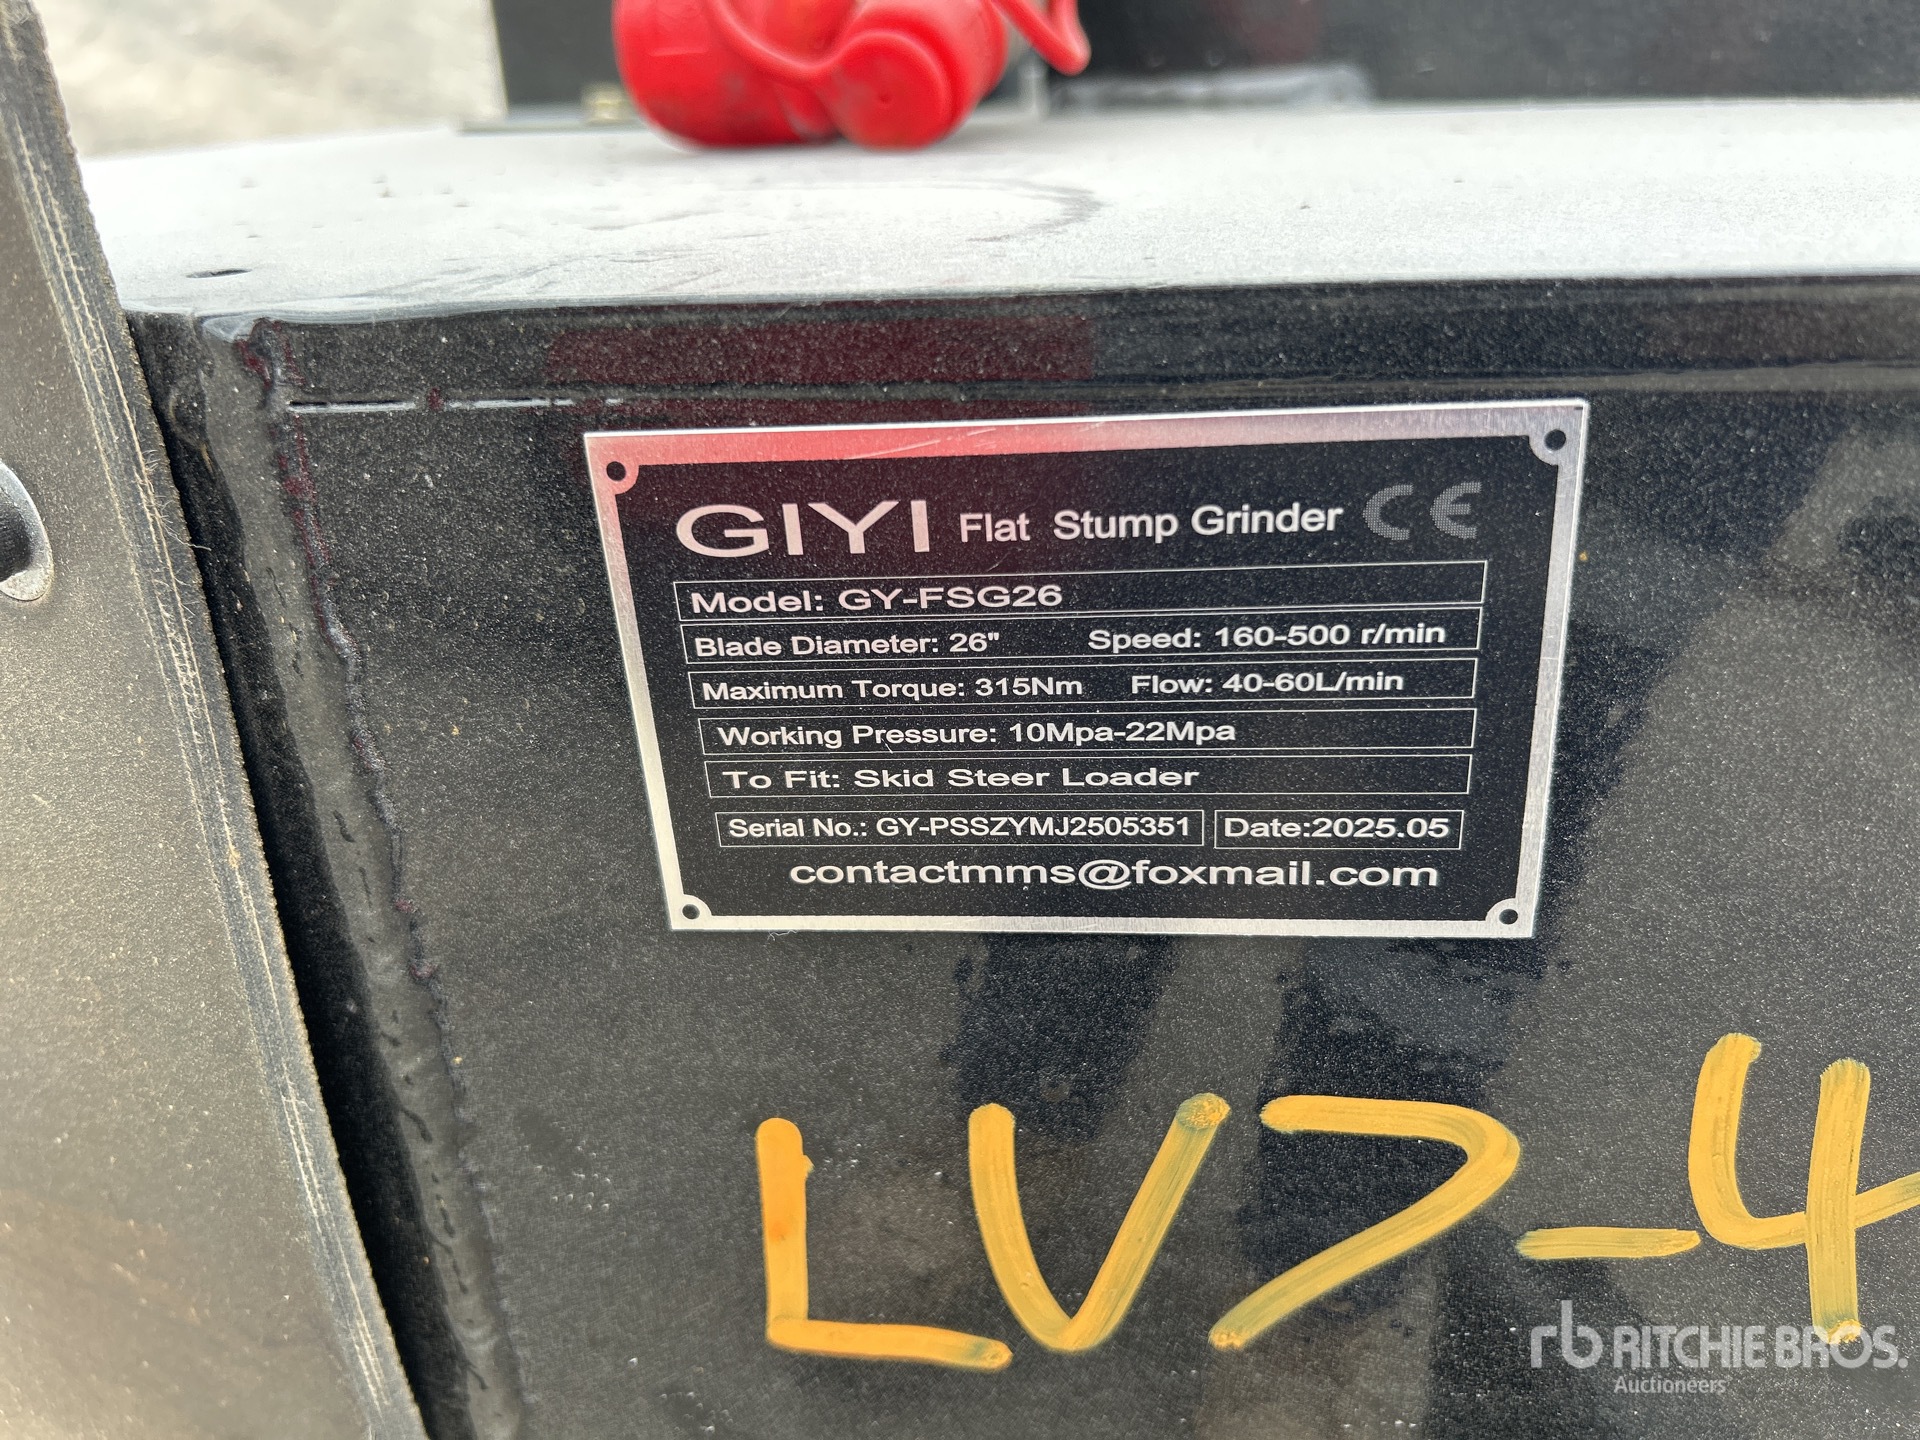 GIYI Flat Stump Grinder CE
Model: GY-FSG26
Blade Diameter: 26" Speed: 160-500 r/min
Maximum Torque: 315Nm Flow: 40-60L/min
Working Pressure: 10Mpa-22Mpa
To Fit: Skid Steer Loader
Serial No.: GY-PSSZYMJ2505351 Date:2025.05
contactmms@foxmail.com
LV7-4
rb RITCHIE BROS.
Auctioneers